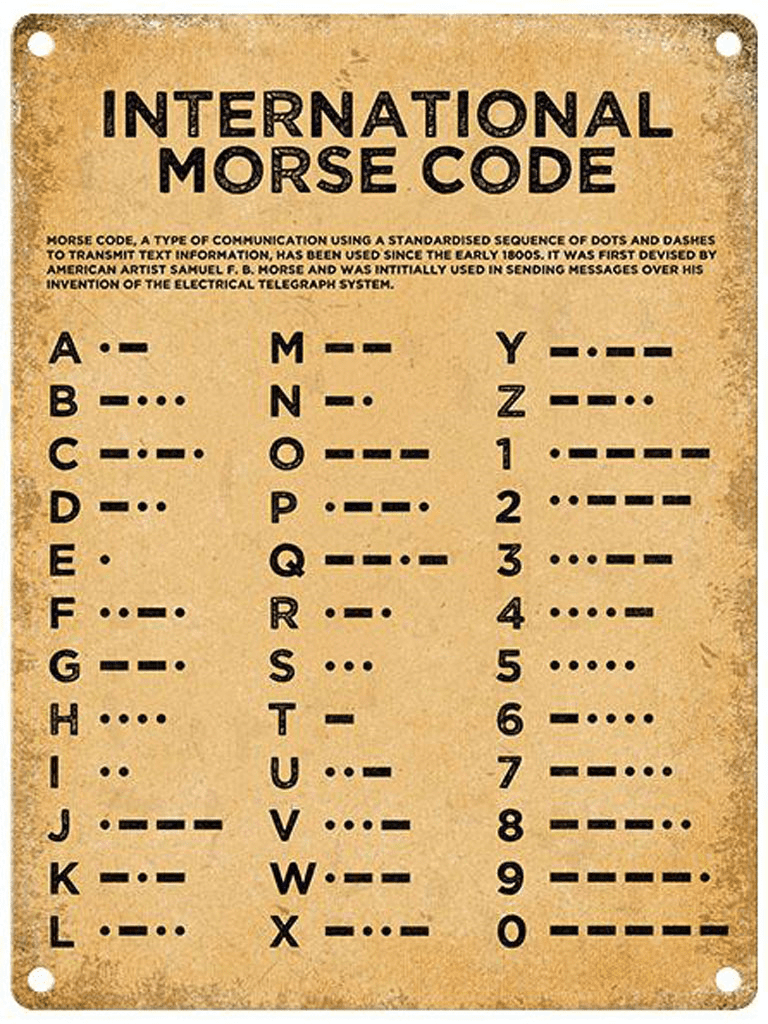 INTERNATIONAL
MORSE CODE
MORSE CODE, A TYPE OF COMMUNICATION USING A STANDARDISED SEQUENCE OF DOTS AND DASHES
TO TRANSMIT TEXT INFORMATION, HAS BEEN USED SINCE THE EARLY 1800S. IT WAS FIRST DEVISED BY
AMERICAN ARTIST SAMUEL F. B. MORSE AND WAS INTITIALLY USED IN SENDING MESSAGES OVER HIS
INVENTION OF THE ELECTRICAL TELEGRAPH SYSTEM.
A •–
B –•••
C –•–•
D –••
E •
F ••–•
G ––•
H ••••
I ••
J •–––
K –•–
L •–••
M ––
N –•
O –––
P •––•
Q ––•–
R •–•
S •••
T –
U ••–
V •••–
W •––
X –••–
Y –•––
Z ––••
1 •––––
2 ••–––
3 •••––
4 ••••–
5 •••••
6 –••••
7 ––•••
8 –––••
9 ––––•
0 –––––